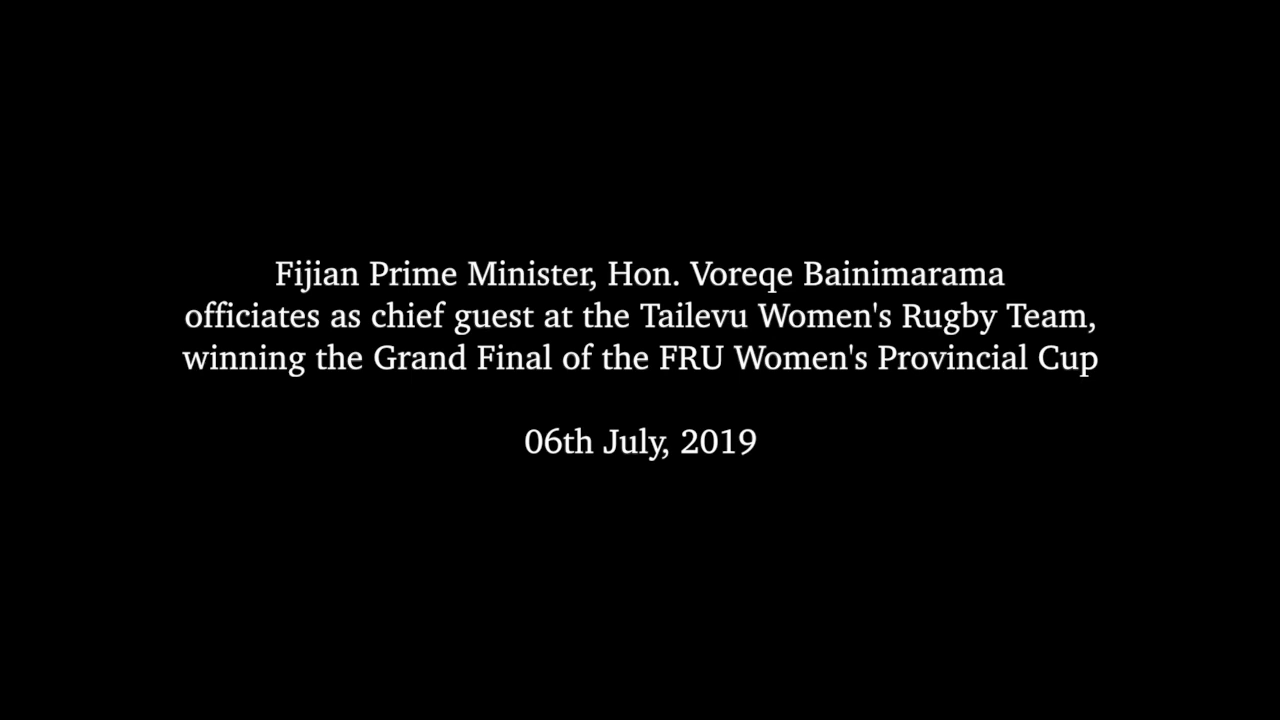 Fijian Prime Minister, Hon. Voreqe Bainimarama
officiates as chief guest at the Tailevu Women's Rugby Team,
winning the Grand Final of the FRU Women's Provincial Cup
06th July, 2019